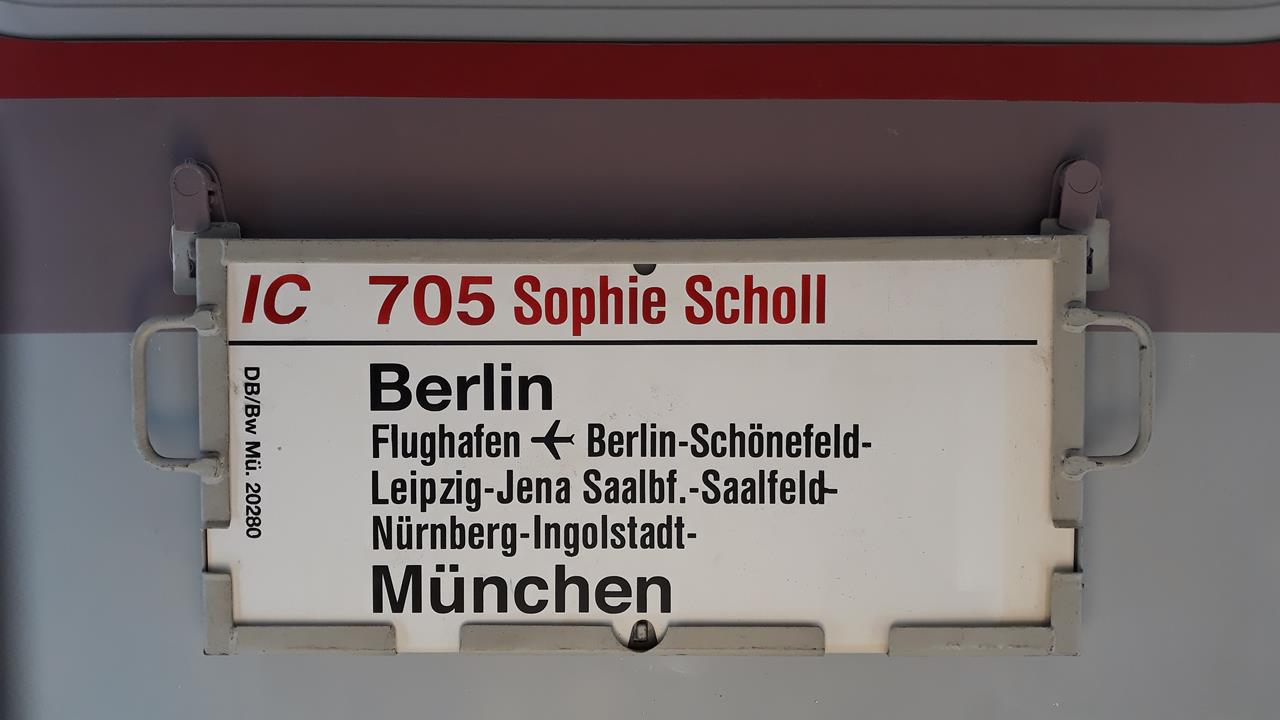 IC 705 Sophie Scholl
Berlin
Flughafen ✈ Berlin-Schönefeld-
Leipzig-Jena Saalbf.-Saalfeld-
Nürnberg-Ingolstadt-
München
DB/Bw Mü. 20280